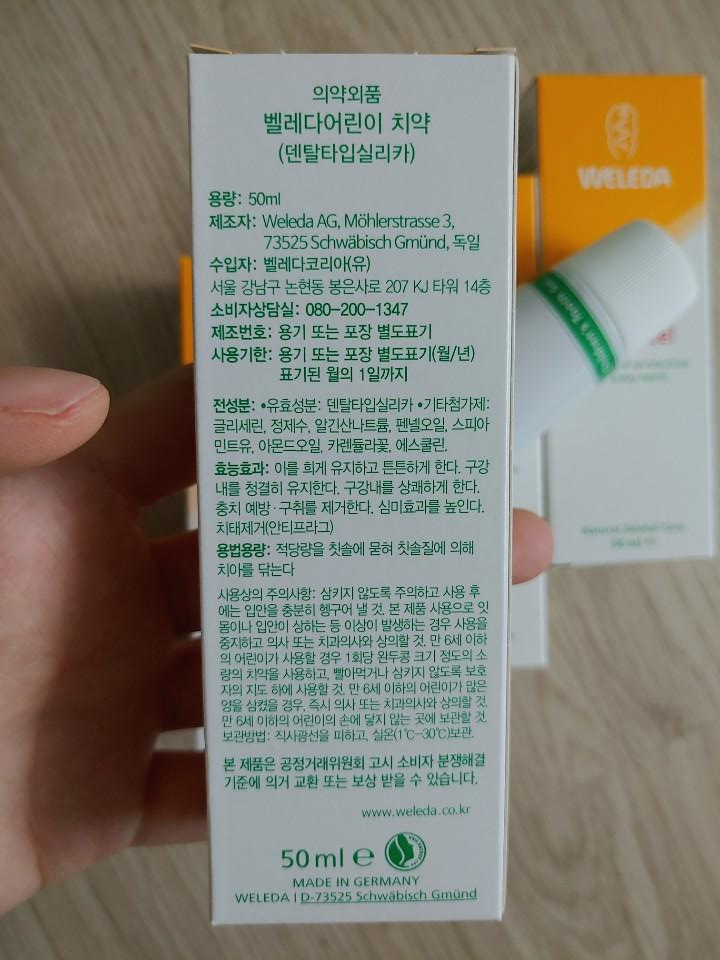 의약외품
벨레다어린이 치약
(덴탈타입실리카)
용량: 50ml
제조자: Weleda AG, Möhlerstrasse 3,
73525 Schwäbisch Gmünd, 독일
수입자: 벨레다코리아(유)
서울 강남구 논현동 봉은사로 207 KJ 타워 14층
소비자상담실: 080-200-1347
제조번호: 용기 또는 포장 별도표기
사용기한: 용기 또는 포장 별도표기(월/년)
표기된 월의 1일까지
전성분: •유효성분: 덴탈타입실리카 •기타첨가제:
글리세린, 정제수, 알긴산나트륨, 펜넬오일, 스피아
민트유, 아몬드오일, 카렌듈라꽃, 에스쿨린.
효능효과: 이를 희게 유지하고 튼튼하게 한다. 구강
내를 청결히 유지한다. 구강내를 상쾌하게 한다.
충치 예방·구취를 제거한다. 심미효과를 높인다.
치태제거(안티프라그)
용법용량: 적당량을 칫솔에 묻혀 칫솔질에 의해
치아를 닦는다
사용상의 주의사항: 삼키지 않도록 주의하고 사용 후
에는 입안을 충분히 헹구어 낼 것. 본 제품 사용으로 잇
몸이나 입안이 상하는 등 이상이 발생하는 경우 사용을
중지하고 의사 또는 치과의사와 상의할 것. 만 6세 이하
의 어린이가 사용할 경우 1회당 완두콩 크기 정도의 소
량의 치약을 사용하고, 빨아먹거나 삼키지 않도록 보호
자의 지도 하에 사용할 것. 만 6세 이하의 어린이가 많은
양을 삼켰을 경우, 즉시 의사 또는 치과의사와 상의할 것.
만 6세 이하의 어린이의 손에 닿지 않는 곳에 보관할 것.
보관방법: 직사광선을 피하고, 실온(1℃-30℃)보관.
본 제품은 공정거래위원회 고시 소비자 분쟁해결
기준에 의거 교환 또는 보상 받을 수 있습니다.
www.weleda.co.kr
50 ml ℮
MADE IN GERMANY
WELEDA | D-73525 Schwäbisch Gmünd
WELEDA
Children's Tooth
Natural Dental Care
50 ml ℮